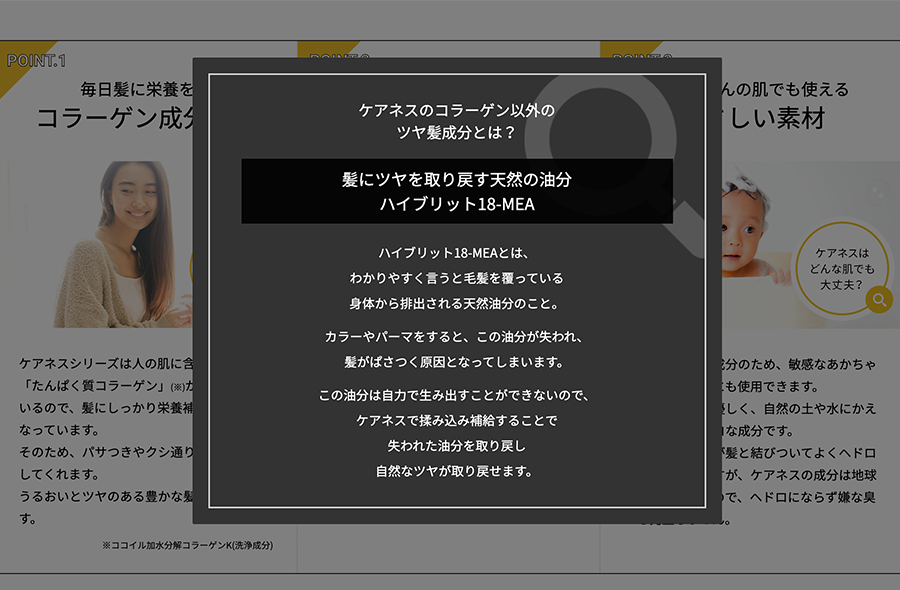 POINT.1
毎日髪に栄養を
コラーゲン成分
ケアネスシリーズは人の肌に含
「たんぱく質コラーゲン」(※)か
いるので、髪にしっかり栄養補
なっています。
そのため、パサつきやクシ通り
してくれます。
うるおいとツヤのある豊かな髪
す。
※ココイル加水分解コラーゲンK(洗浄成分)
ケアネスのコラーゲン以外の
ツヤ髪成分とは？
髪にツヤを取り戻す天然の油分
ハイブリット18-MEA
ハイブリット18-MEAとは、
わかりやすく言うと毛髪を覆っている
身体から排出される天然油分のこと。
カラーやパーマをすると、この油分が失われ、
髪がぱさつく原因となってしまいます。
この油分は自力で生み出すことができないので、
ケアネスで揉み込み補給することで
失われた油分を取り戻し
自然なツヤが取り戻せます。
んの肌でも使える
しい素材
ケアネスは
どんな肌でも
大丈夫？
成分のため、敏感なあかちゃ
も使用できます。
優しく、自然の土や水にかえ
な成分です。
が髪と結びついてよくヘドロ
すが、ケアネスの成分は地球
ので、ヘドロにならず嫌な臭